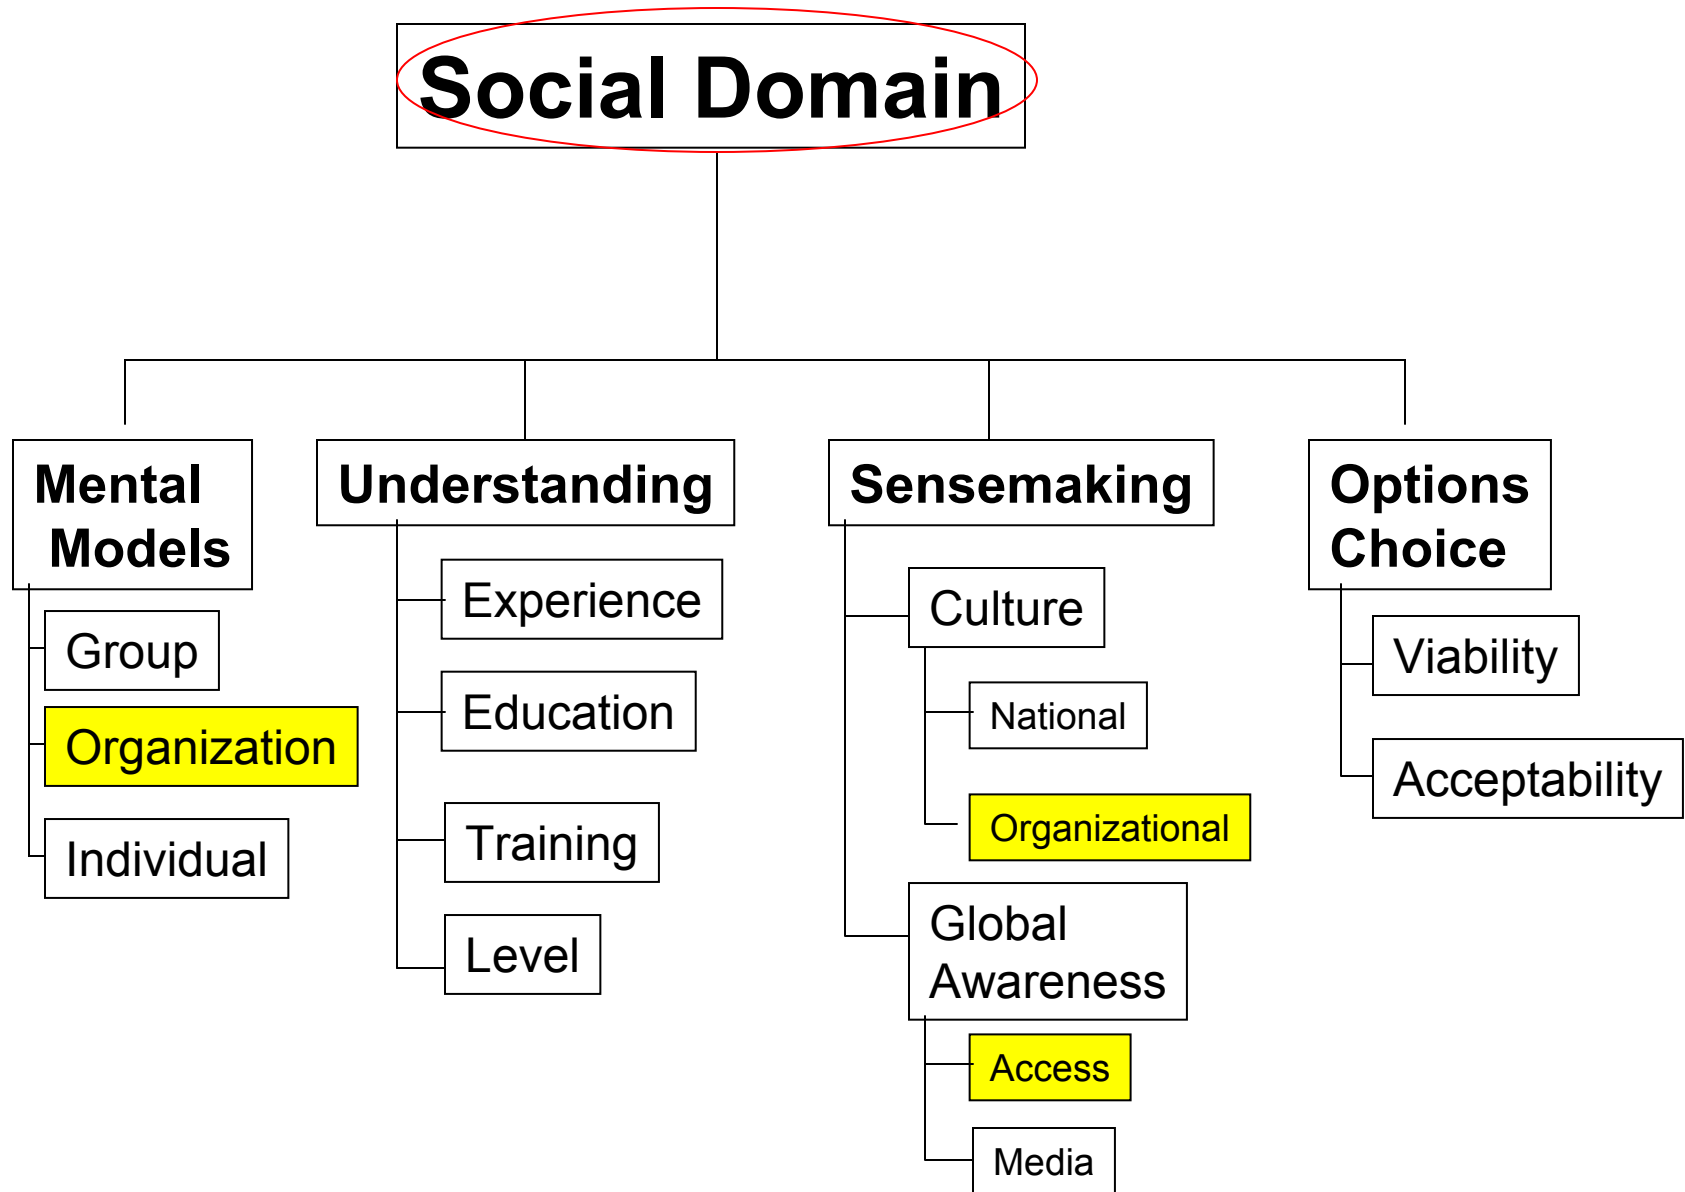 Social Domain
Mental
Models
Group
Organization
Individual
Understanding
Experience
Education
Training
Level
Sensemaking
Culture
National
Organizational
Global
Awareness
Access
Media
Options
Choice
Viability
Acceptability